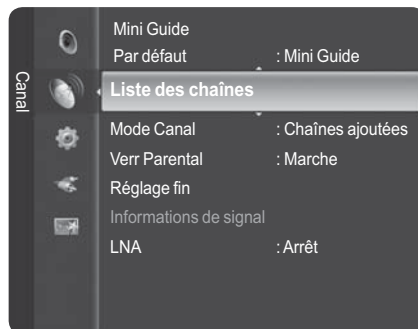 Canal
Mini Guide
Par défaut : Mini Guide
Liste des chaînes
Mode Canal : Chaînes ajoutées
Verr Parental : Marche
Réglage fin
Informations de signal
LNA : Arrêt